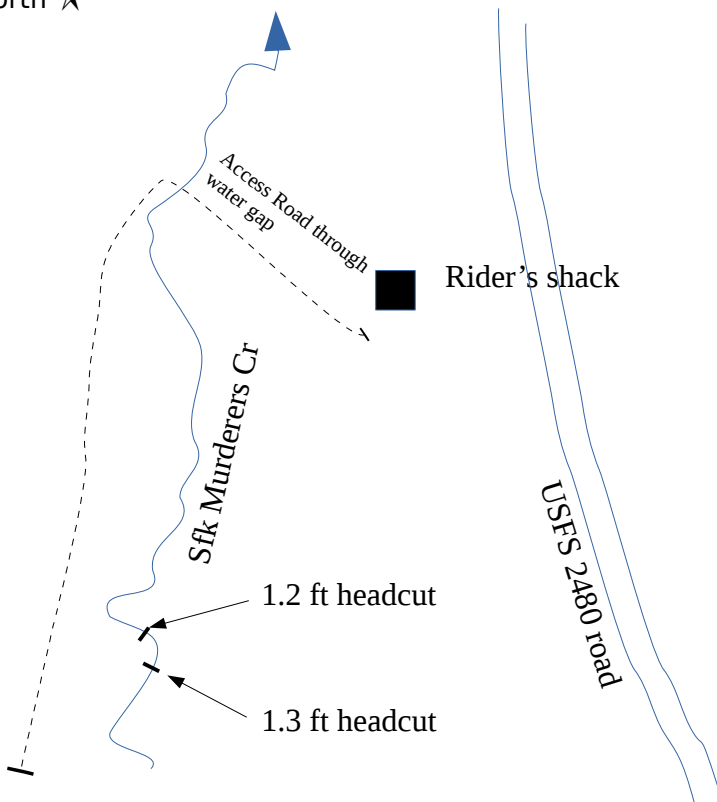 Access Road through
water gap
Rider's shack
Sfk Murderers Cr
USFS 2480 road
1.2 ft headcut
1.3 ft headcut